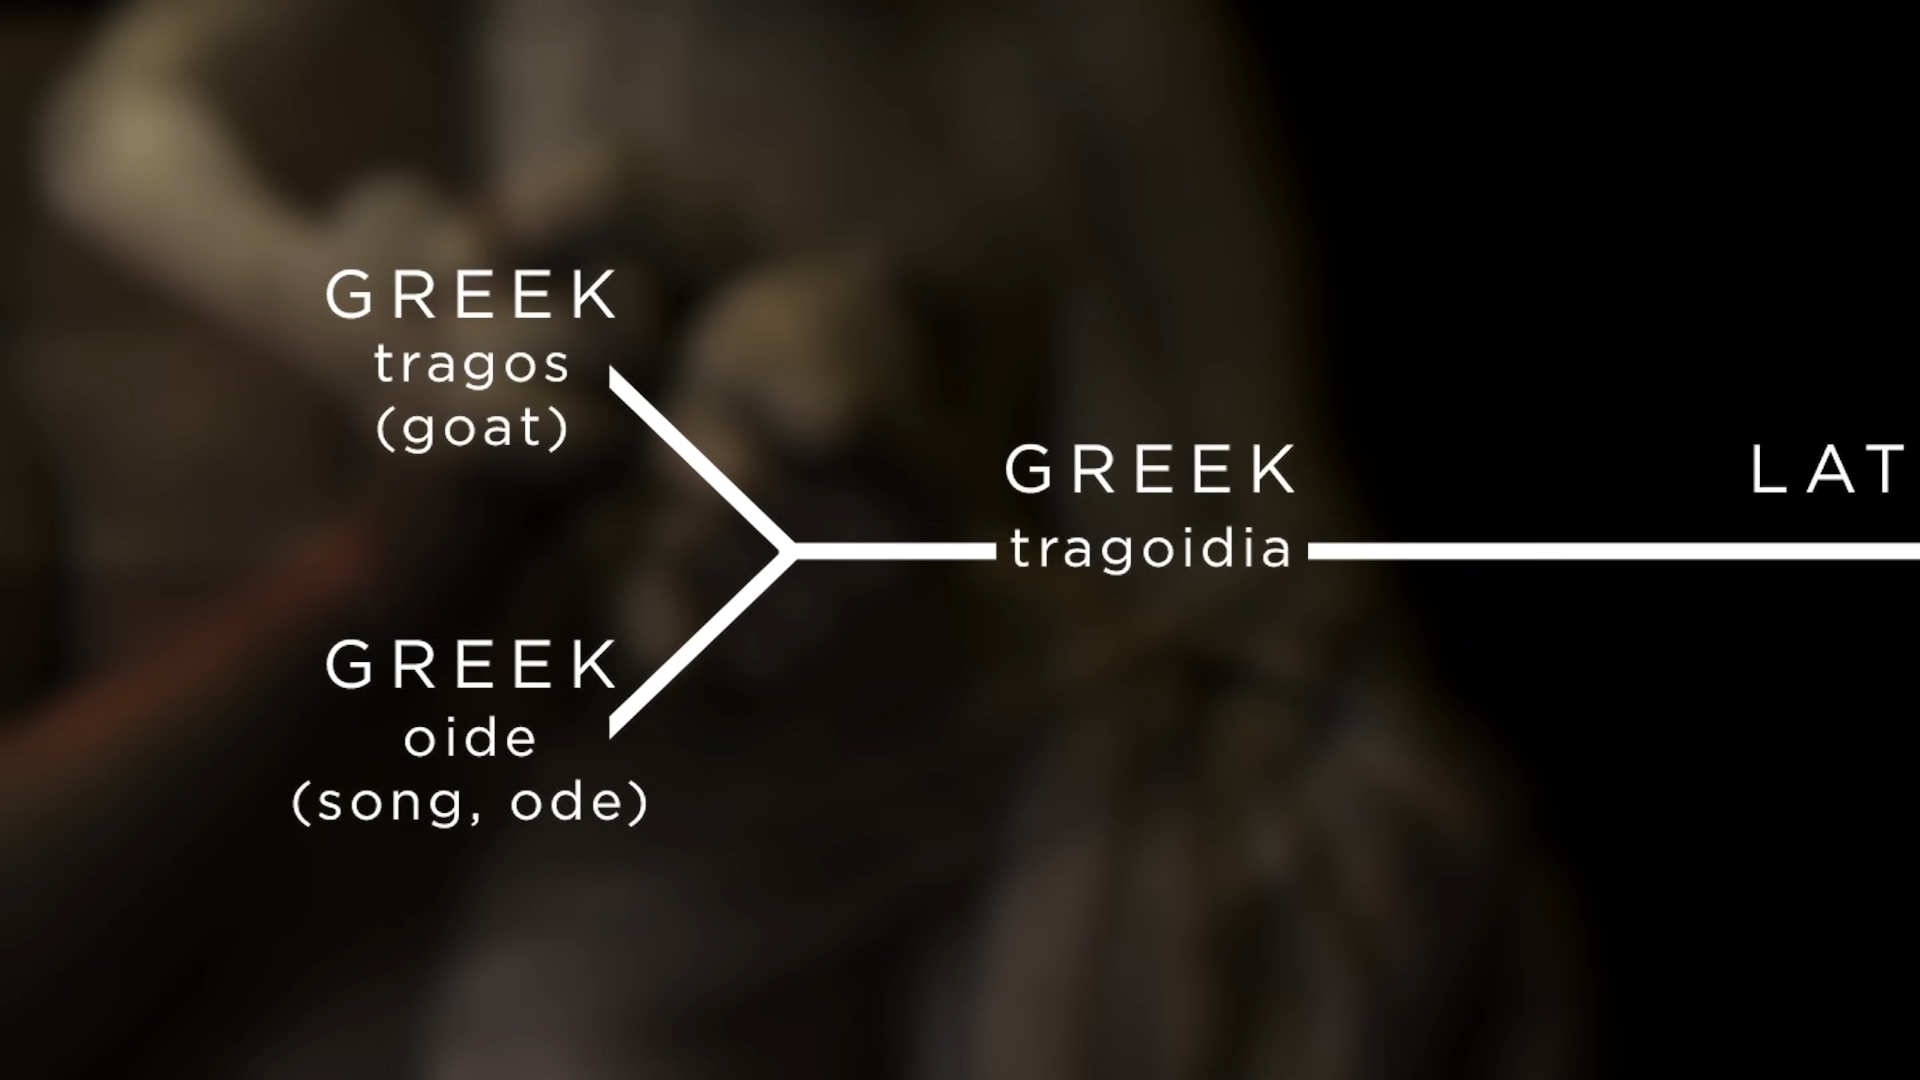 GREEK
tragos
(goat)
GREEK
tragoidia
LAT
GREEK
oide
(song, ode)